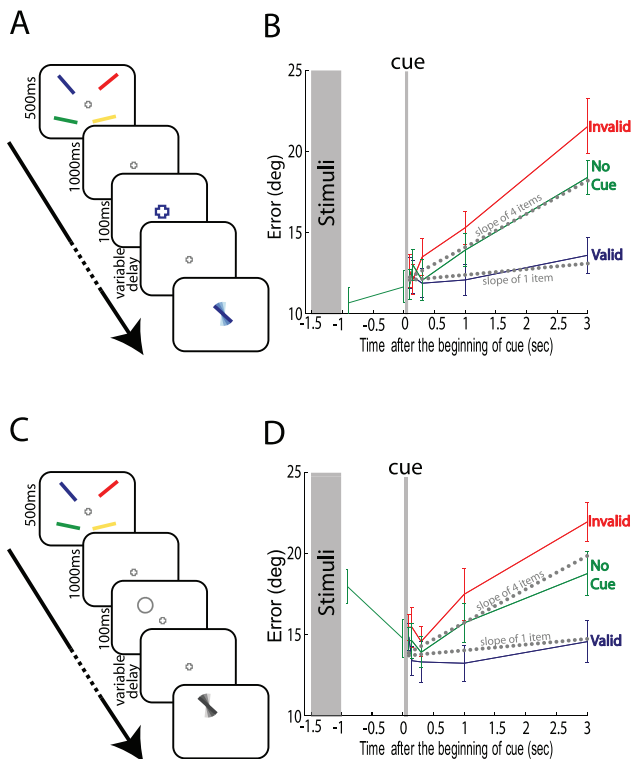 A
500ms
1000ms
100ms
variable
delay
B
cue
25
20
15
10
Error (deg)
Stimuli
Invalid
No
Cue
Valid
slope of 4 items
slope of 1 item
-1.5 -1 -0.5 0 0.5 1 1.5 2 2.5 3
Time after the beginning of cue (sec)
C
500ms
1000ms
100ms
variable
delay
D
cue
25
20
15
10
Error (deg)
Stimuli
Invalid
No
Cue
Valid
slope of 4 items
slope of 1 item
-1.5 -1 -0.5 0 0.5 1 1.5 2 2.5 3
Time after the beginning of cue (sec)